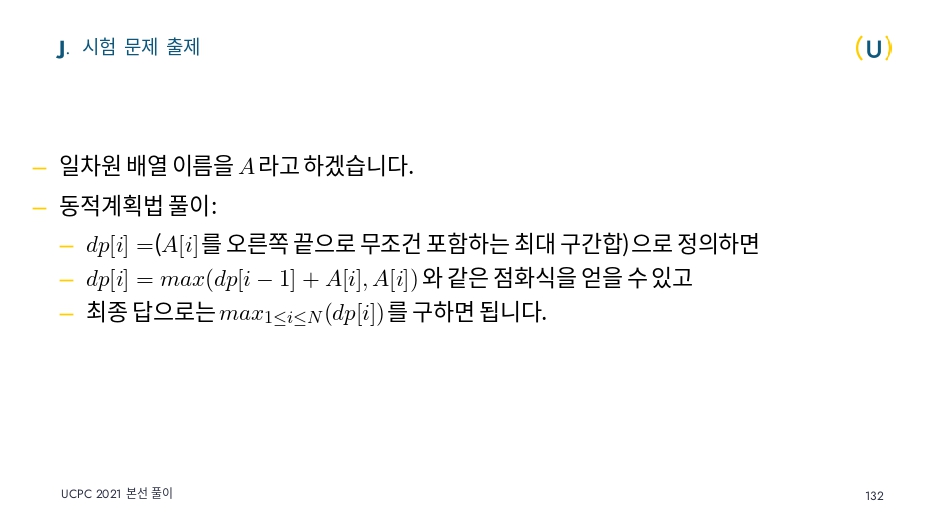 J. 시험 문제 출제
(U)
– 일차원 배열 이름을 A라고 하겠습니다.
– 동적계획법 풀이:
– dp[i] =(A[i]를 오른쪽 끝으로 무조건 포함하는 최대 구간합)으로 정의하면
– dp[i] = max(dp[i − 1] + A[i], A[i])와 같은 점화식을 얻을 수 있고
– 최종 답으로는 max₁≤i≤N(dp[i])를 구하면 됩니다.
UCPC 2021 본선 풀이
132